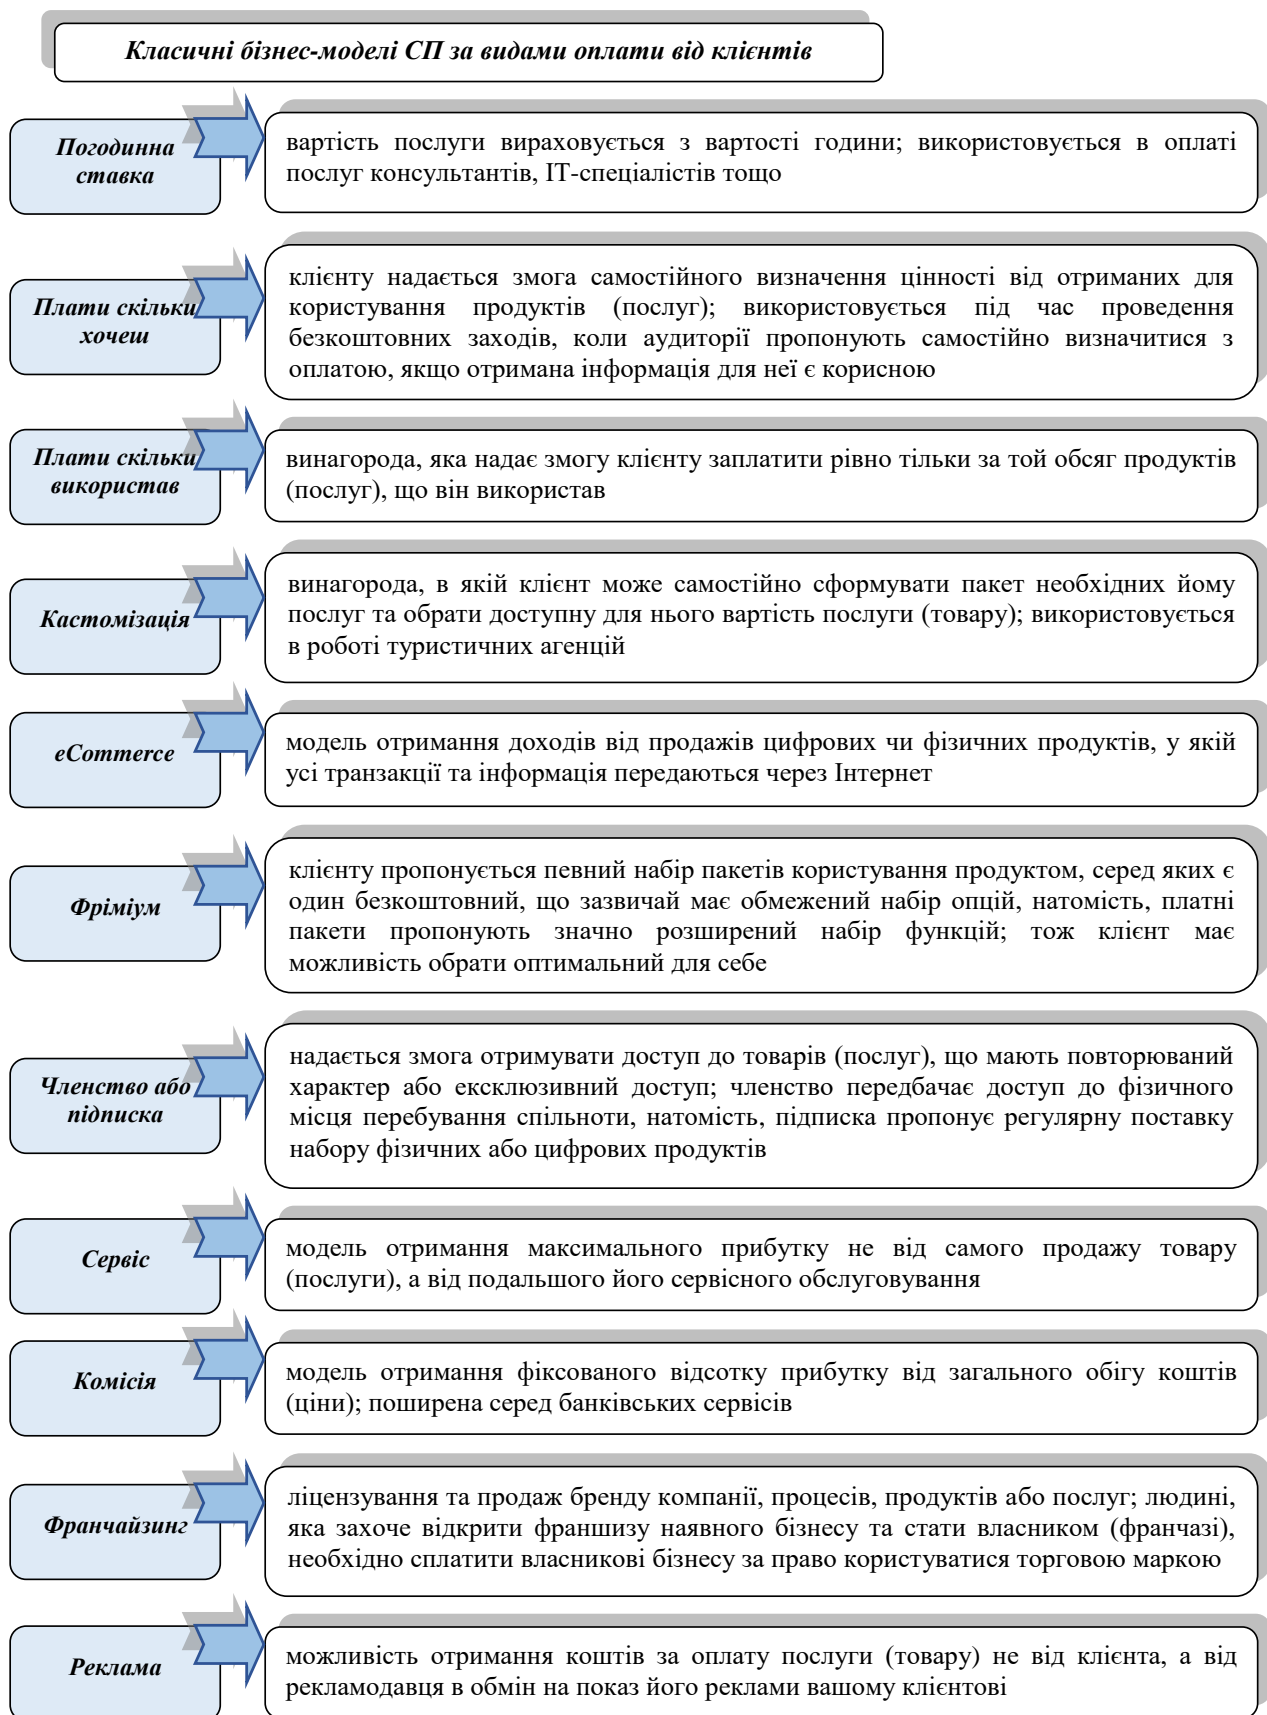 Класичні бізнес-моделі СП за видами оплати від клієнтів
Погодинна
ставка
вартість послуги вираховується з вартості години; використовується в оплаті
послуг консультантів, ІТ-спеціалістів тощо
Плати скільки
хочеш
клієнту надається змога самостійного визначення цінності від отриманих для
користування продуктів (послуг); використовується під час проведення
безкоштовних заходів, коли аудиторії пропонують самостійно визначитися з
оплатою, якщо отримана інформація для неї є корисною
Плати скільки
використав
винагорода, яка надає змогу клієнту заплатити рівно тільки за той обсяг продуктів
(послуг), що він використав
Кастомізація
винагорода, в якій клієнт може самостійно сформувати пакет необхідних йому
послуг та обрати доступну для нього вартість послуги (товару); використовується
в роботі туристичних агенцій
eCommerce
модель отримання доходів від продажів цифрових чи фізичних продуктів, у якій
усі транзакції та інформація передаються через Інтернет
Фріміум
клієнту пропонується певний набір пакетів користування продуктом, серед яких є
один безкоштовний, що зазвичай має обмежений набір опцій, натомість, платні
пакети пропонують значно розширений набір функцій; тож клієнт має
можливість обрати оптимальний для себе
Членство або
підписка
надається змога отримувати доступ до товарів (послуг), що мають повторюваний
характер або ексклюзивний доступ; членство передбачає доступ до фізичного
місця перебування спільноти, натомість, підписка пропонує регулярну поставку
набору фізичних або цифрових продуктів
Сервіс
модель отримання максимального прибутку не від самого продажу товару
(послуги), а від подальшого його сервісного обслуговування
Комісія
модель отримання фіксованого відсотку прибутку від загального обігу коштів
(ціни); поширена серед банківських сервісів
Франчайзинг
ліцензування та продаж бренду компанії, процесів, продуктів або послуг; людині,
яка захоче відкрити франшизу наявного бізнесу та стати власником (франчазі),
необхідно сплатити власникові бізнесу за право користуватися торговою маркою
Реклама
можливість отримання коштів за оплату послуги (товару) не від клієнта, а від
рекламодавця в обмін на показ його реклами вашому клієнтові